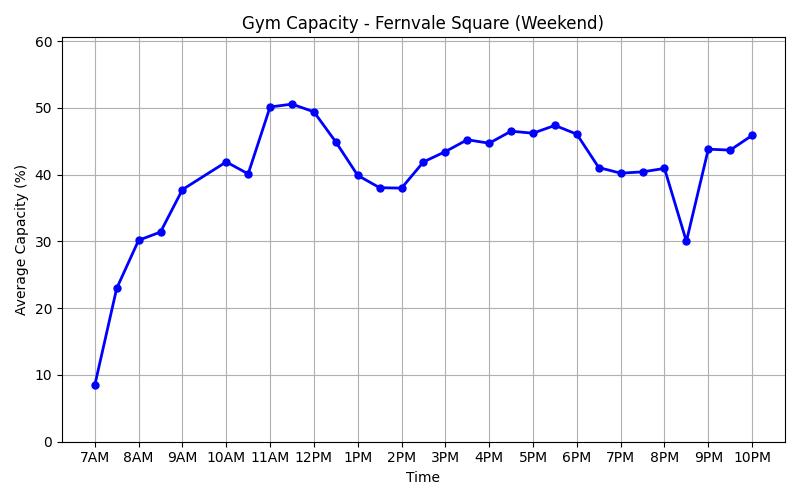 Gym Capacity - Fernvale Square (Weekend)
60
50
40
30
20
10
0
Average Capacity (%)
7AM 8AM 9AM 10AM 11AM 12PM 1PM 2PM 3PM 4PM 5PM 6PM 7PM 8PM 9PM 10PM
Time